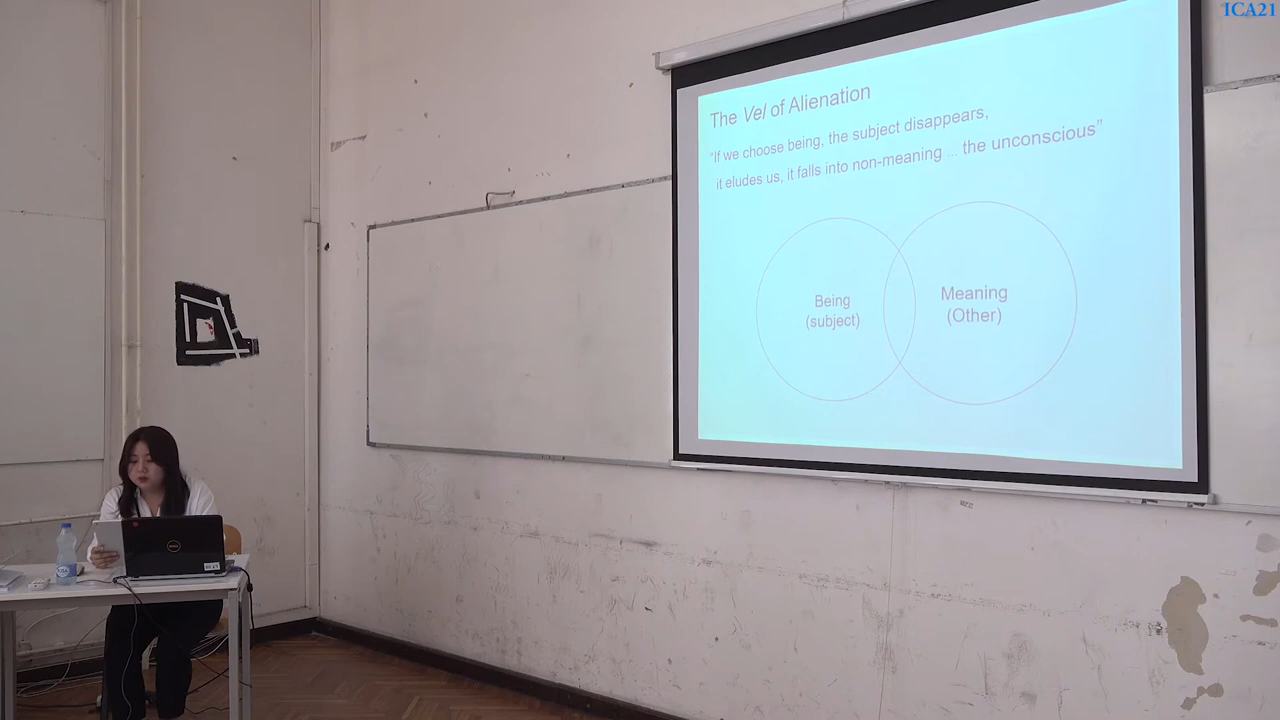 ICA21
The Vel of Alienation
“If we choose being, the subject disappears,
it eludes us, it falls into non-meaning ... the unconscious”
Being
(subject)
Meaning
(Other)
DELL